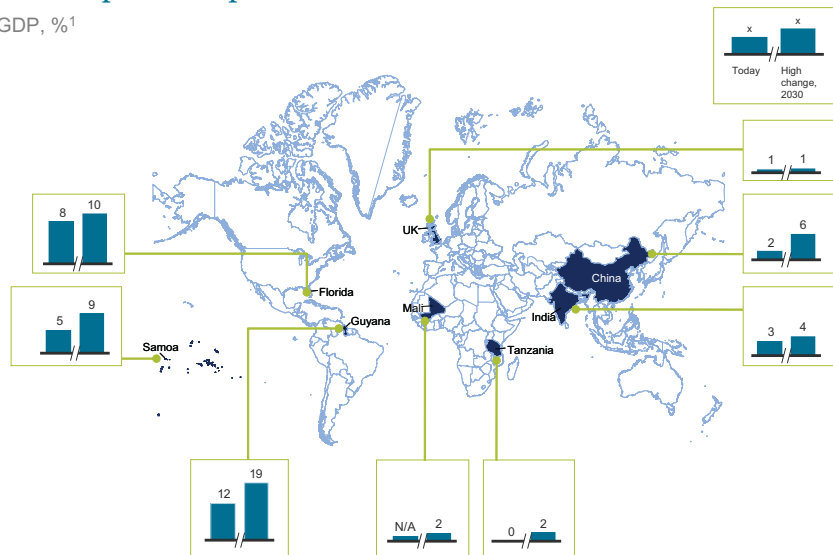 GDP, %1
x x
Today High
change,
2030
1 1
8 10
UK
2 6
China
5 9
Florida
Mali
India
3 4
Guyana
Samoa
Tanzania
12 19
N/A 2
0 2